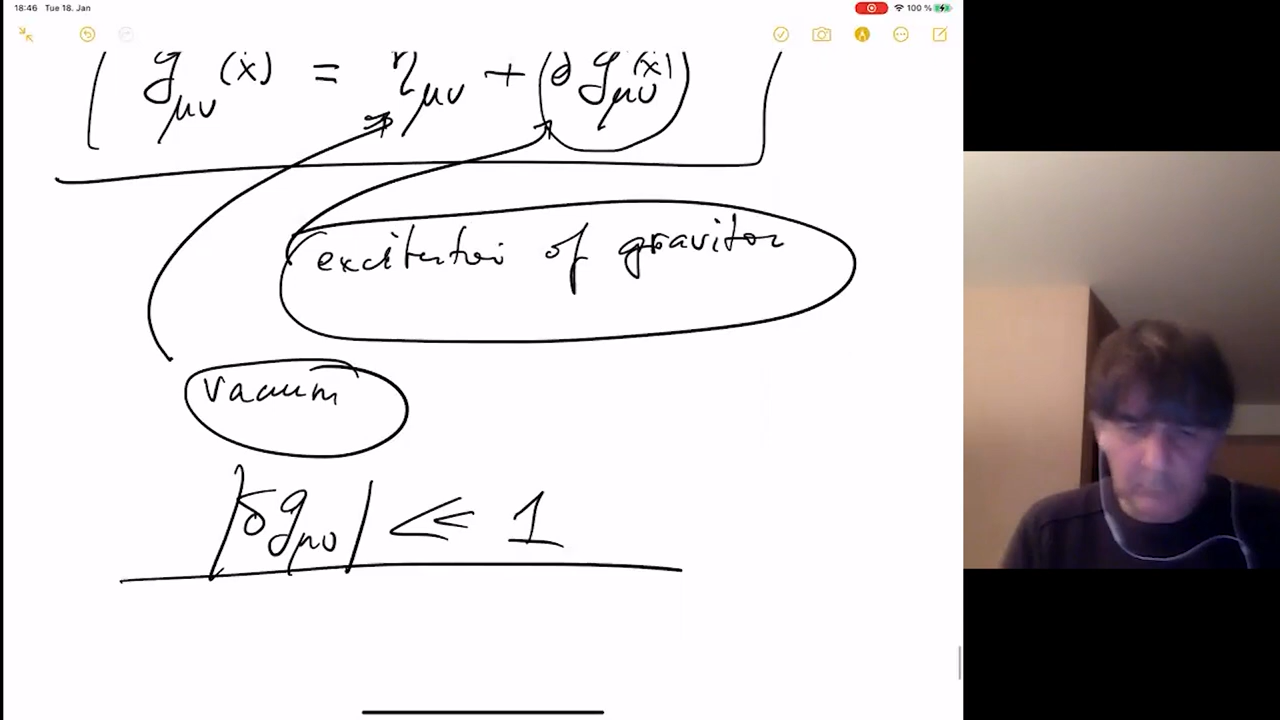 18:46 Tue 18. Jan 100 %
g_μν(x) = η_μν + δg_μν(x)
excitation of graviton
vacuum
|δg_μν| ≪ 1